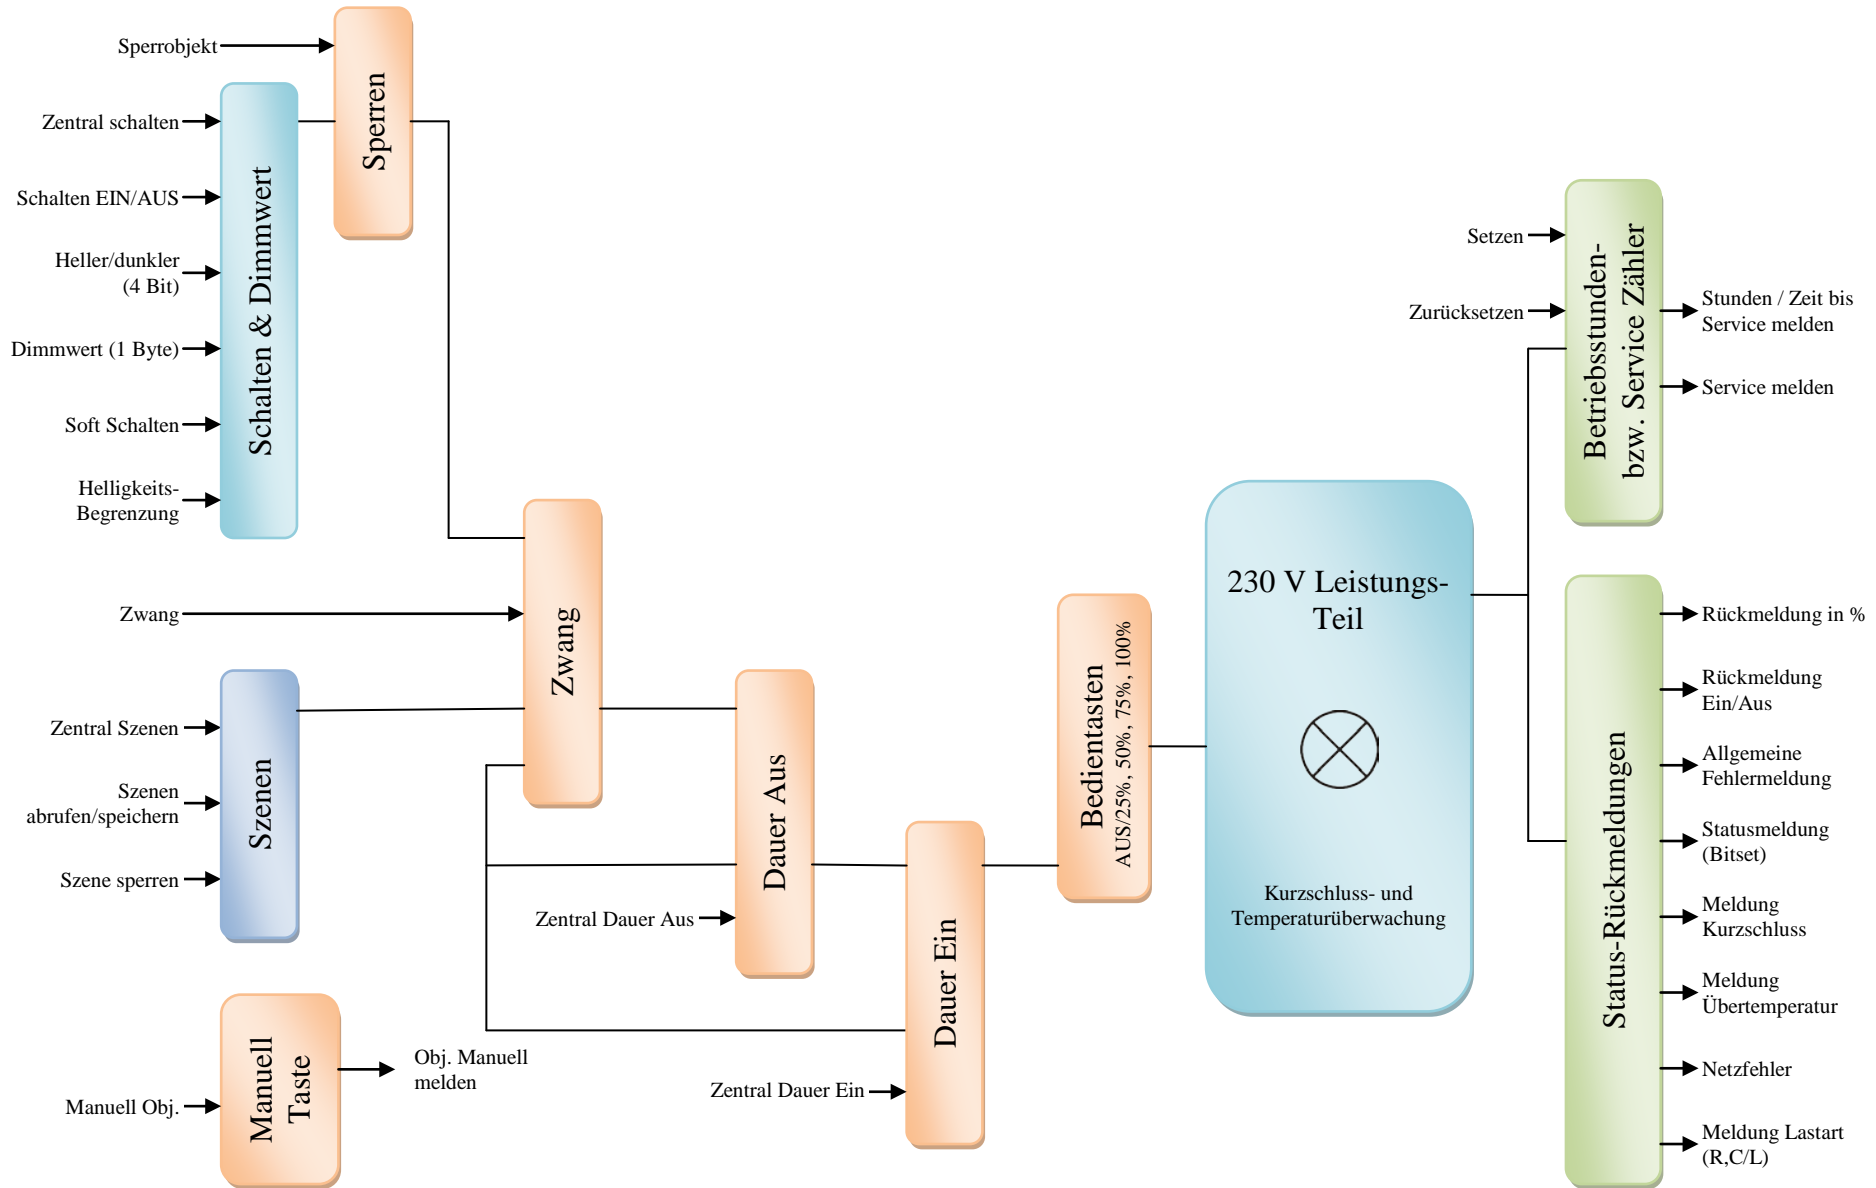 Sperrobjekt
Sperren
Zentral schalten
Schalten EIN/AUS
Heller/dunkler
(4 Bit)
Dimmwert (1 Byte)
Soft Schalten
Helligkeits-
Begrenzung
Schalten & Dimmwert
Zwang
Zwang
Zentral Szenen
Szenen
abrufen/speichern
Szene sperren
Szenen
Manuell Obj.
Manuell
Taste
Obj. Manuell
melden
Zentral Dauer Aus
Dauer Aus
Zentral Dauer Ein
Dauer Ein
Bedientasten
AUS/25%, 50%, 75%, 100%
230 V Leistungs-
Teil
Kurzschluss- und
Temperaturüberwachung
Setzen
Zurücksetzen
Betriebsstunden-
bzw. Service Zähler
Stunden / Zeit bis
Service melden
Service melden
Status-Rückmeldungen
Rückmeldung in %
Rückmeldung
Ein/Aus
Allgemeine
Fehlermeldung
Statusmeldung
(Bitset)
Meldung
Kurzschluss
Meldung
Übertemperatur
Netzfehler
Meldung Lastart
(R,C/L)